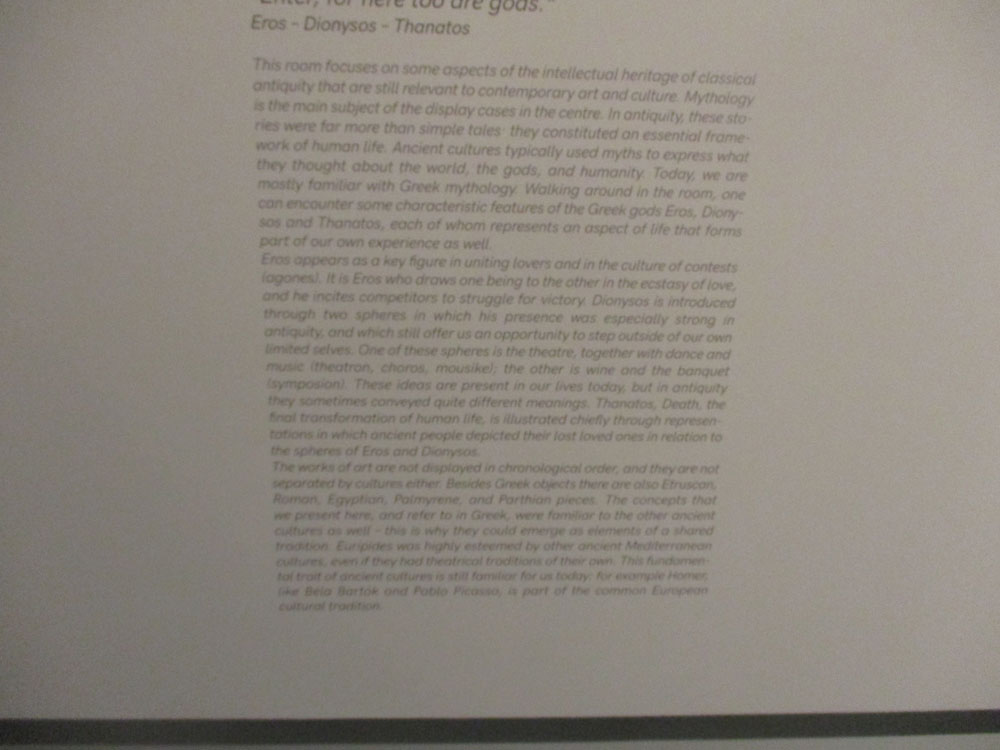 "Enter, for here too are gods."
Eros - Dionysos - Thanatos
This room focuses on some aspects of the intellectual heritage of classical
antiquity that are still relevant to contemporary art and culture. Mythology
is the main subject of the display cases in the centre. In antiquity, these sto-
ries were far more than simple tales: they constituted an essential frame-
work of human life. Ancient cultures typically used myths to express what
they thought about the world, the gods, and humanity. Today, we are
mostly familiar with Greek mythology. Walking around in the room, one
can encounter some characteristic features of the Greek gods Eros, Diony-
sos and Thanatos, each of whom represents an aspect of life that forms
part of our own experience as well.
Eros appears as a key figure in uniting lovers and in the culture of contests
(agones). It is Eros who draws one being to the other in the ecstasy of love,
and he incites competitors to struggle for victory. Dionysos is introduced
through two spheres in which his presence was especially strong in
antiquity, and which still offer us an opportunity to step outside of our own
limited selves. One of these spheres is the theatre, together with dance and
music (theatron, choros, mousike); the other is wine and the banquet
(symposion). These ideas are present in our lives today, but in antiquity
they sometimes conveyed quite different meanings. Thanatos, Death, the
final transformation of human life, is illustrated chiefly through represen-
tations in which ancient people depicted their lost loved ones in relation to
the spheres of Eros and Dionysos.
The works of art are not displayed in chronological order, and they are not
separated by cultures either. Besides Greek objects there are also Etruscan,
Roman, Egyptian, Palmyrene, and Parthian pieces. The concepts that
we present here, and refer to in Greek, were familiar to the other ancient
cultures as well - this is why they could emerge as elements of a shared
tradition. Euripides was highly esteemed by other ancient Mediterranean
cultures, even if they had theatrical traditions of their own. This fundamen-
tal trait of ancient cultures is still familiar for us today: for example Homer,
like Béla Bartók and Pablo Picasso, is part of the common European
cultural tradition.